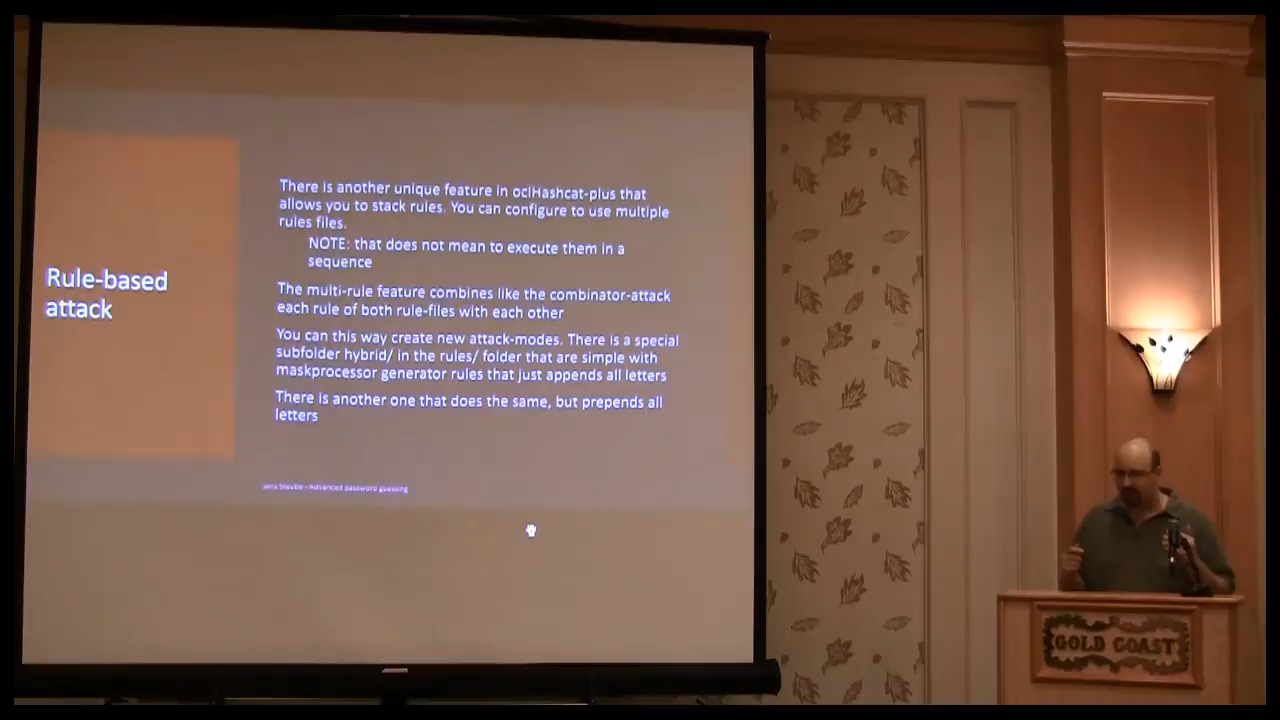 Rule-based
attack
There is another unique feature in oclHashcat-plus that
allows you to stack rules. You can configure to use multiple
rules files.
NOTE: that does not mean to execute them in a
sequence
The multi-rule feature combines like the combinator-attack
each rule of both rule-files with each other
You can this way create new attack-modes. There is a special
subfolder hybrid/ in the rules/ folder that are simple with
maskprocessor generator rules that just appends all letters
There is another one that does the same, but prepends all
letters
Jens Steube - Advanced password guessing
GOLD COAST